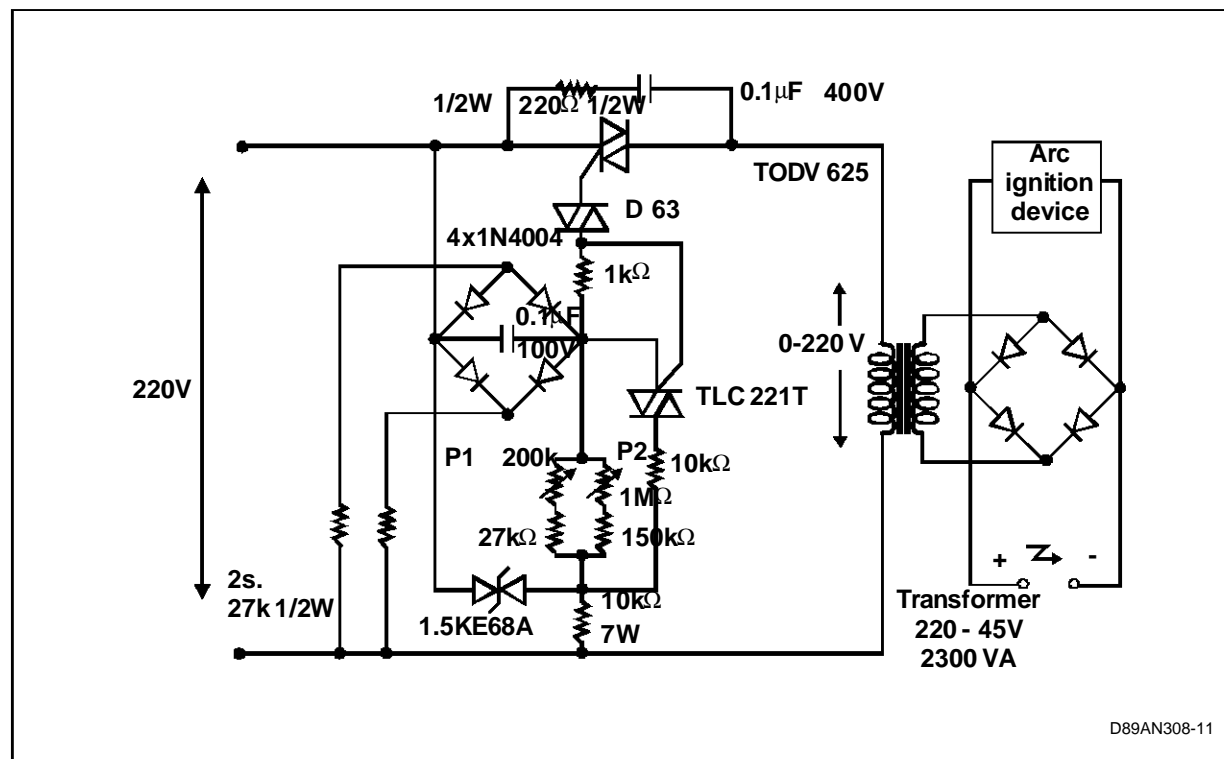 1/2W
220Ω 1/2W
0.1μF 400V
TODV 625
Arc
ignition
device
D 63
4x1N4004
1kΩ
0.1μF
100V
0-220 V
220V
TLC 221T
P1
200k
P2
10kΩ
1MΩ
27kΩ
150kΩ
+
-
2s.
27k 1/2W
1.5KE68A
10kΩ
7W
Transformer
220 - 45V
2300 VA
D89AN308-11